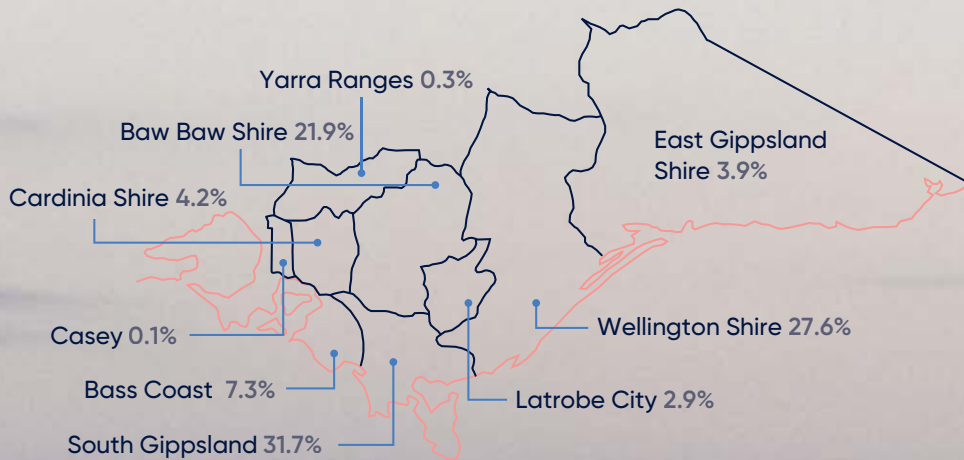 Yarra Ranges 0.3%
Baw Baw Shire 21.9%
East Gippsland
Shire 3.9%
Cardinia Shire 4.2%
Casey 0.1%
Wellington Shire 27.6%
Bass Coast 7.3%
Latrobe City 2.9%
South Gippsland 31.7%